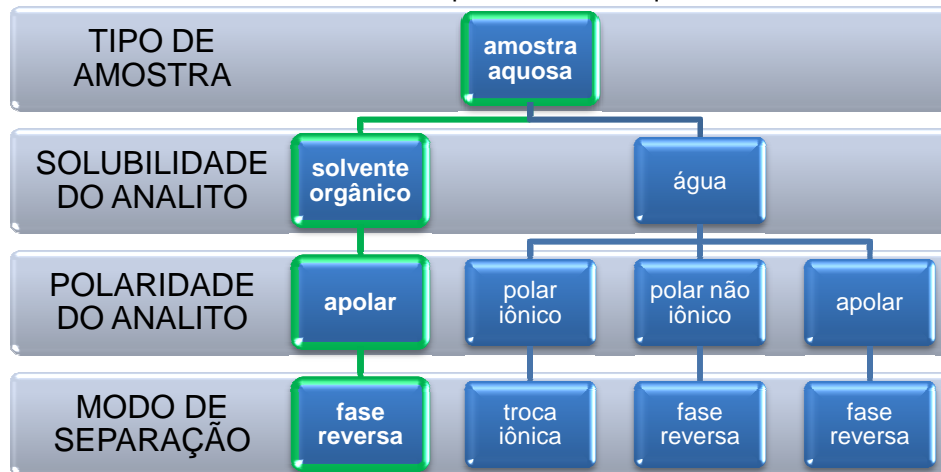 TIPO DE
AMOSTRA
amostra
aquosa
SOLUBILIDADE
DO ANALITO
solvente
orgânico
água
POLARIDADE
DO ANALITO
apolar
polar
iônico
polar não
iônico
apolar
MODO DE
SEPARAÇÃO
fase
reversa
troca
iônica
fase
reversa
fase
reversa